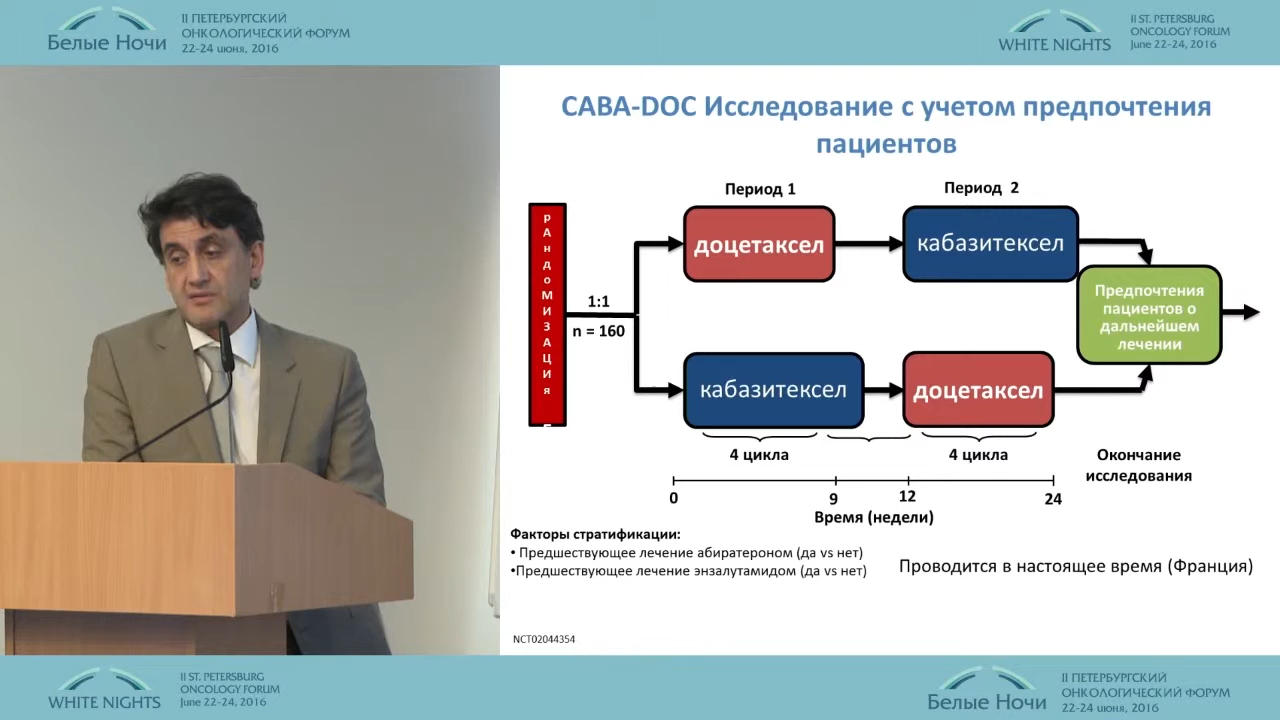 Белые Ночи
II ПЕТЕРБУРГСКИЙ
ОНКОЛОГИЧЕСКИЙ ФОРУМ
22-24 июня, 2016
WHITE NIGHTS
II ST. PETERSBURG
ONCOLOGY FORUM
June 22-24, 2016
CABA-DOC Исследование с учетом предпочтения
пациентов
Период 1
Период 2
рАндоМИЗАЦИя
1:1
n = 160
доцетаксел
кабазитексел
кабазитексел
доцетаксел
Предпочтения
пациентов о
дальнейшем
лечении
4 цикла
4 цикла
Окончание
исследования
0
9
12
24
Время (недели)
Факторы стратификации:
• Предшествующее лечение абиратероном (да vs нет)
•Предшествующее лечение энзалутамидом (да vs нет)
Проводится в настоящее время (Франция)
NCT02044354
WHITE NIGHTS
II ST. PETERSBURG
ONCOLOGY FORUM
June 22-24, 2016
Белые Ночи
II ПЕТЕРБУРГСКИЙ
ОНКОЛОГИЧЕСКИЙ ФОРУМ
22-24 июня, 2016